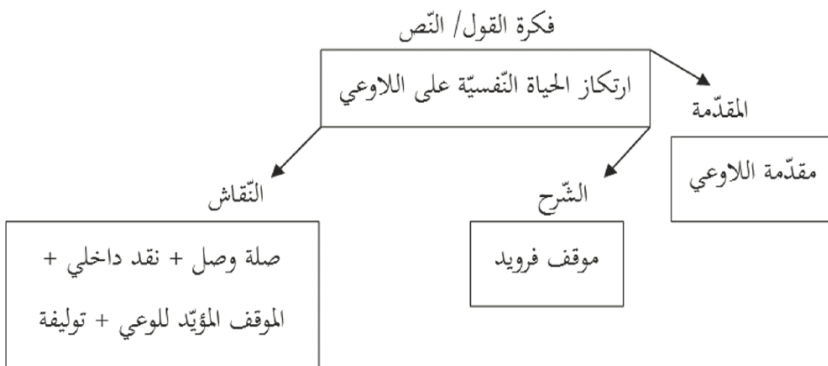 فكرة القول/ النّص
ارتكاز الحياة النّفسيّة على اللاوعي
المقدّمة
مقدّمة اللاوعي
الشّرح
موقف فرويد
النّقاش
صلة وصل + نقد داخلي +
الموقف المؤيّد للوعي + توليفة